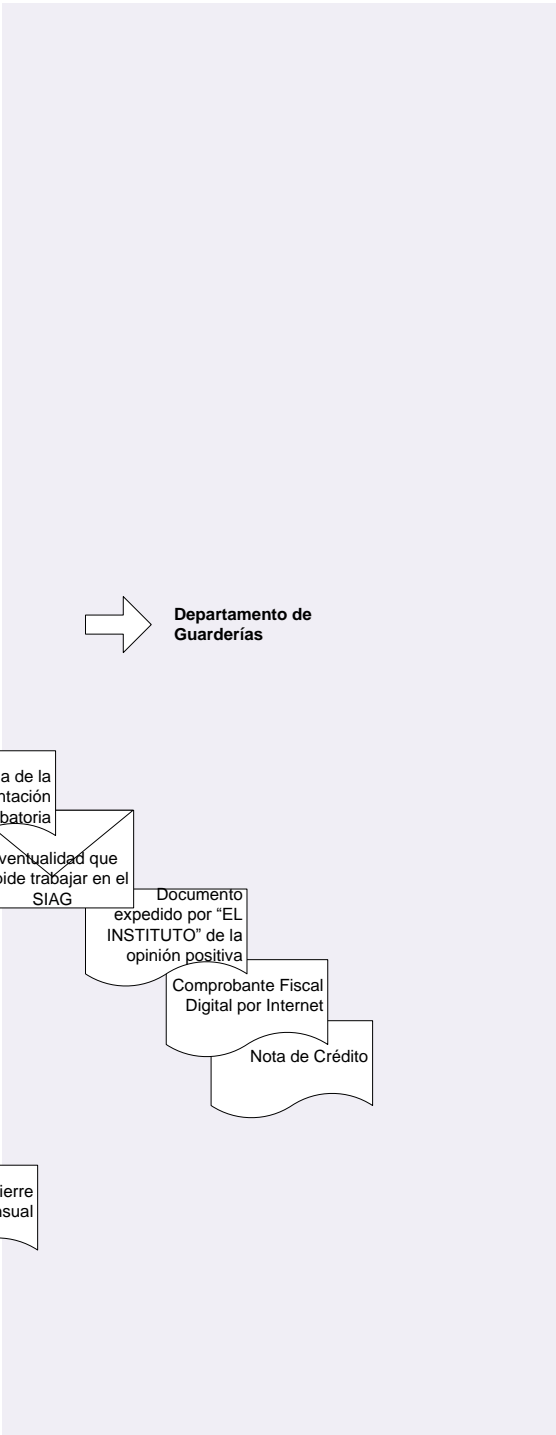 Departamento de
Guarderías
a de la
ntación
batoria
ventualidad que
ide trabajar en el
SIAG
Documento
expedido por “EL
INSTITUTO” de la
opinión positiva
Comprobante Fiscal
Digital por Internet
Nota de Crédito
ierre
sual